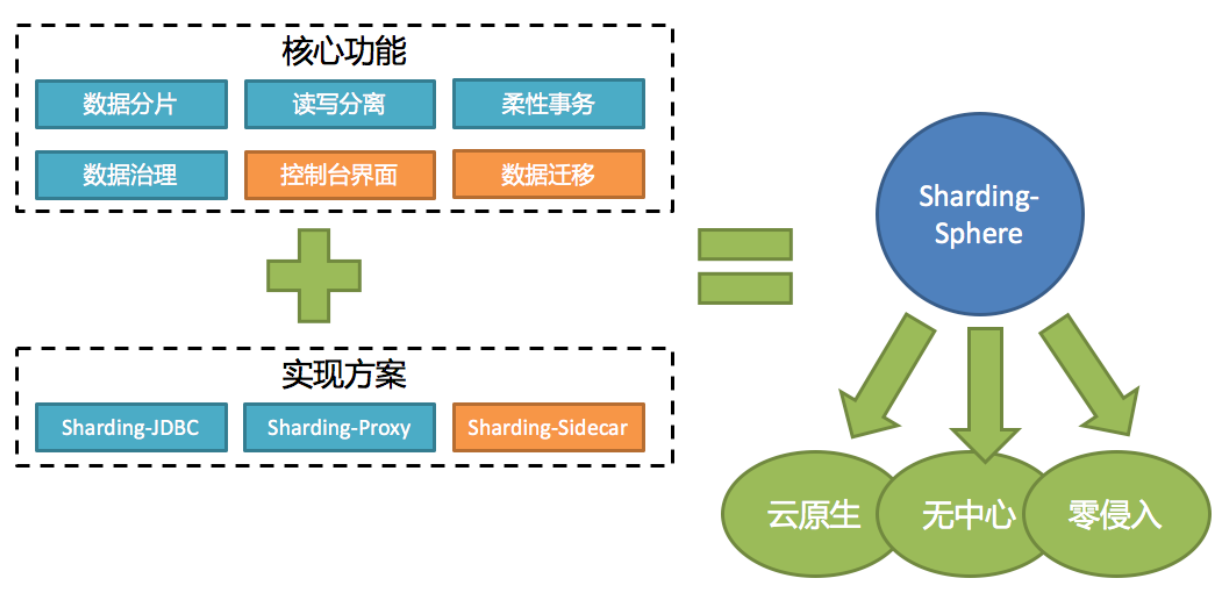 核心功能
数据分片
读写分离
柔性事务
数据治理
控制台界面
数据迁移
实现方案
Sharding-JDBC
Sharding-Proxy
Sharding-Sidecar
Sharding-
Sphere
云原生
无中心
零侵入